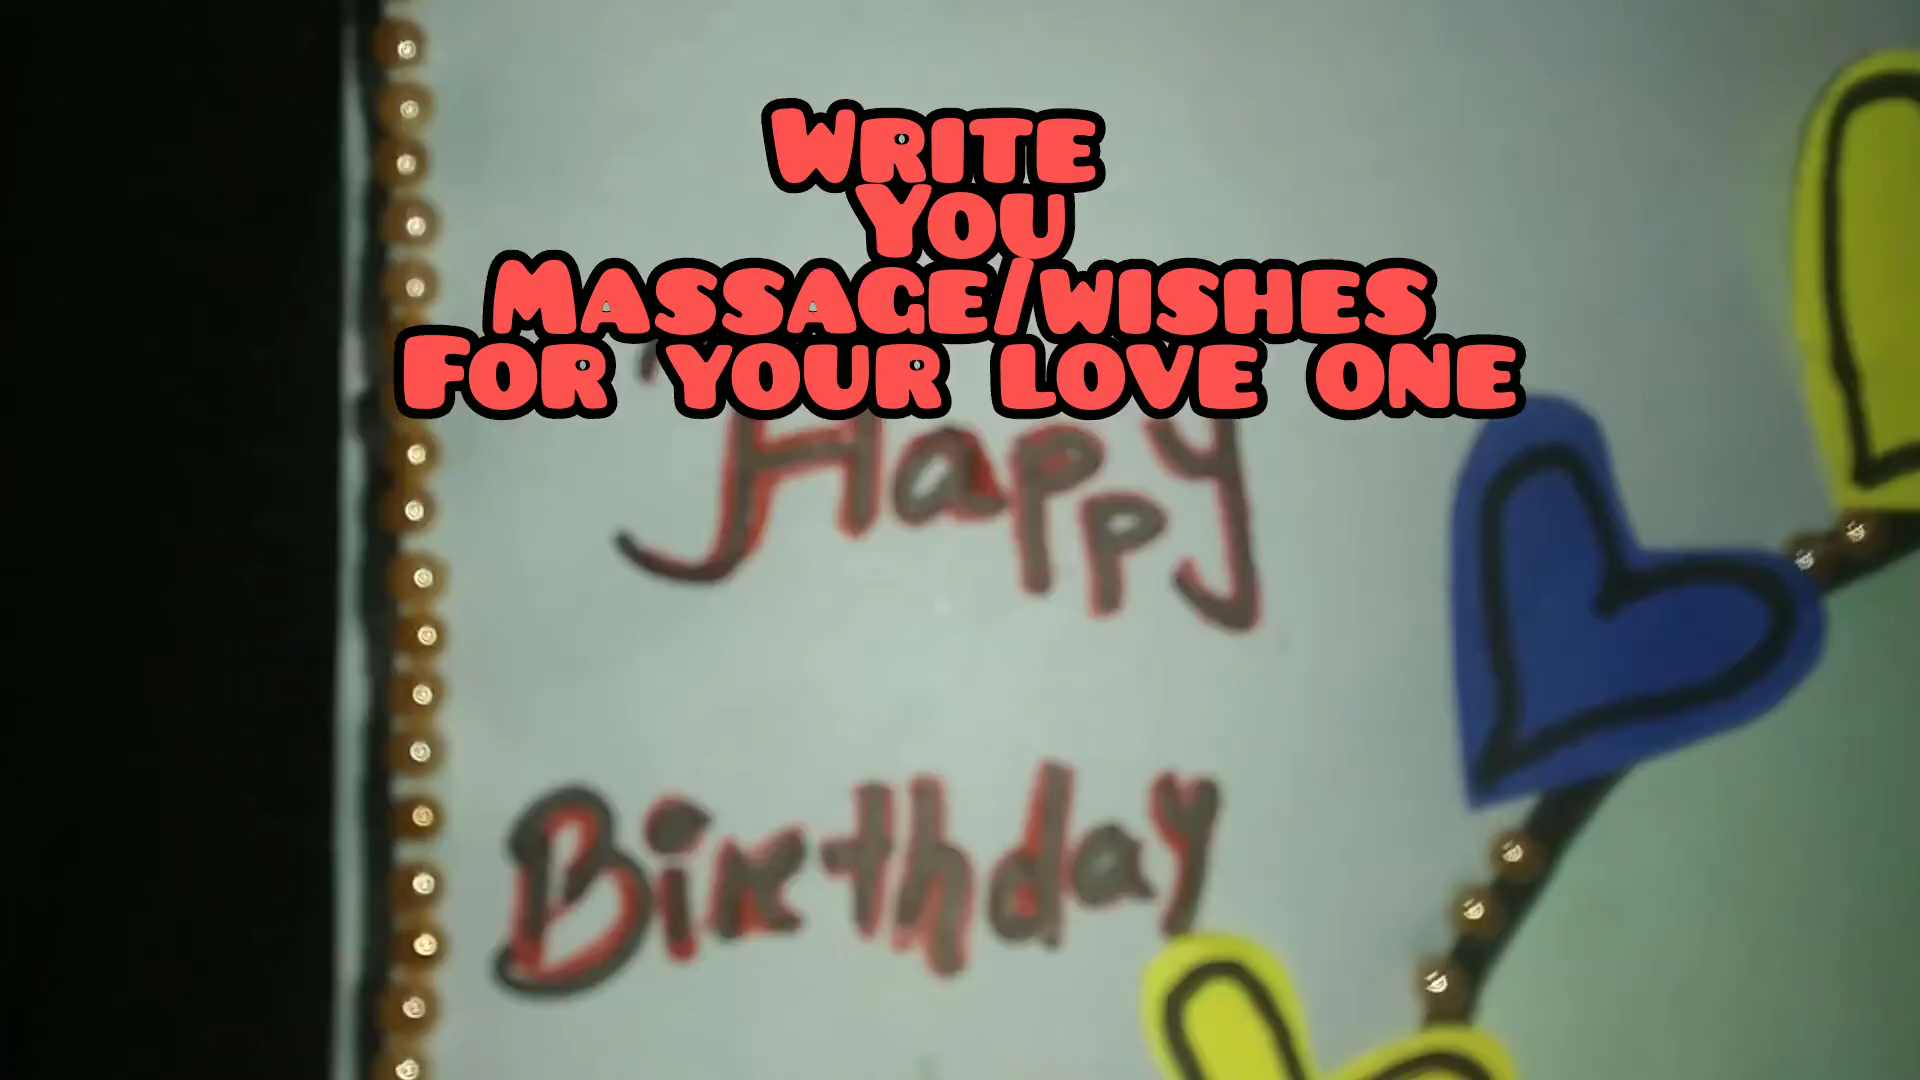 Write
You
Massage/wishes
For your love one
Happy
Birthday